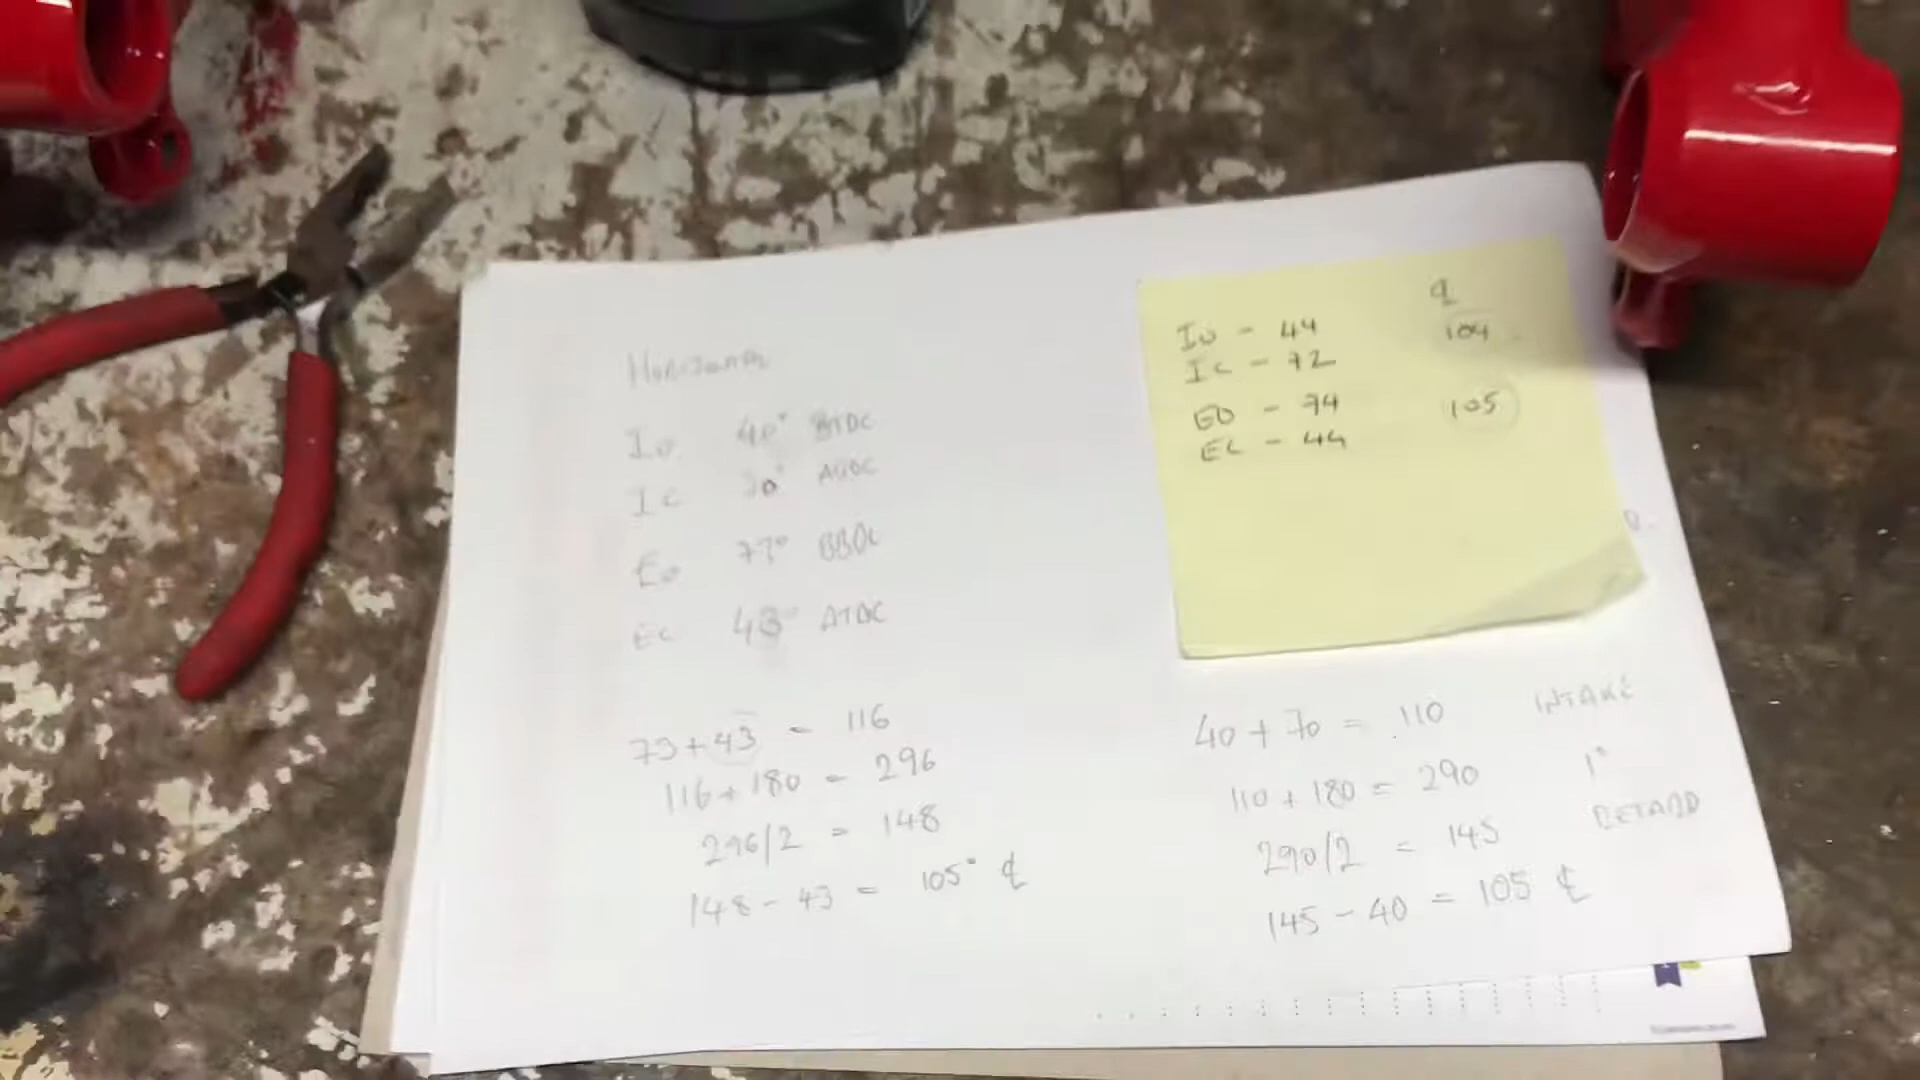 HORIZONTAL
IO 40° BTDC
IC 70° ABDC
EO 73° BBDC
EC 43° ATDC
73+43 = 116
116+180 = 296
296/2 = 148
148-43 = 105° ℄
IO - 44 ℄
IC - 72 104
EO - 74 105
EC - 44
40+70 = 110 INTAKE
110+180 = 290 1°
290/2 = 145 RETARD
145-40 = 105 ℄